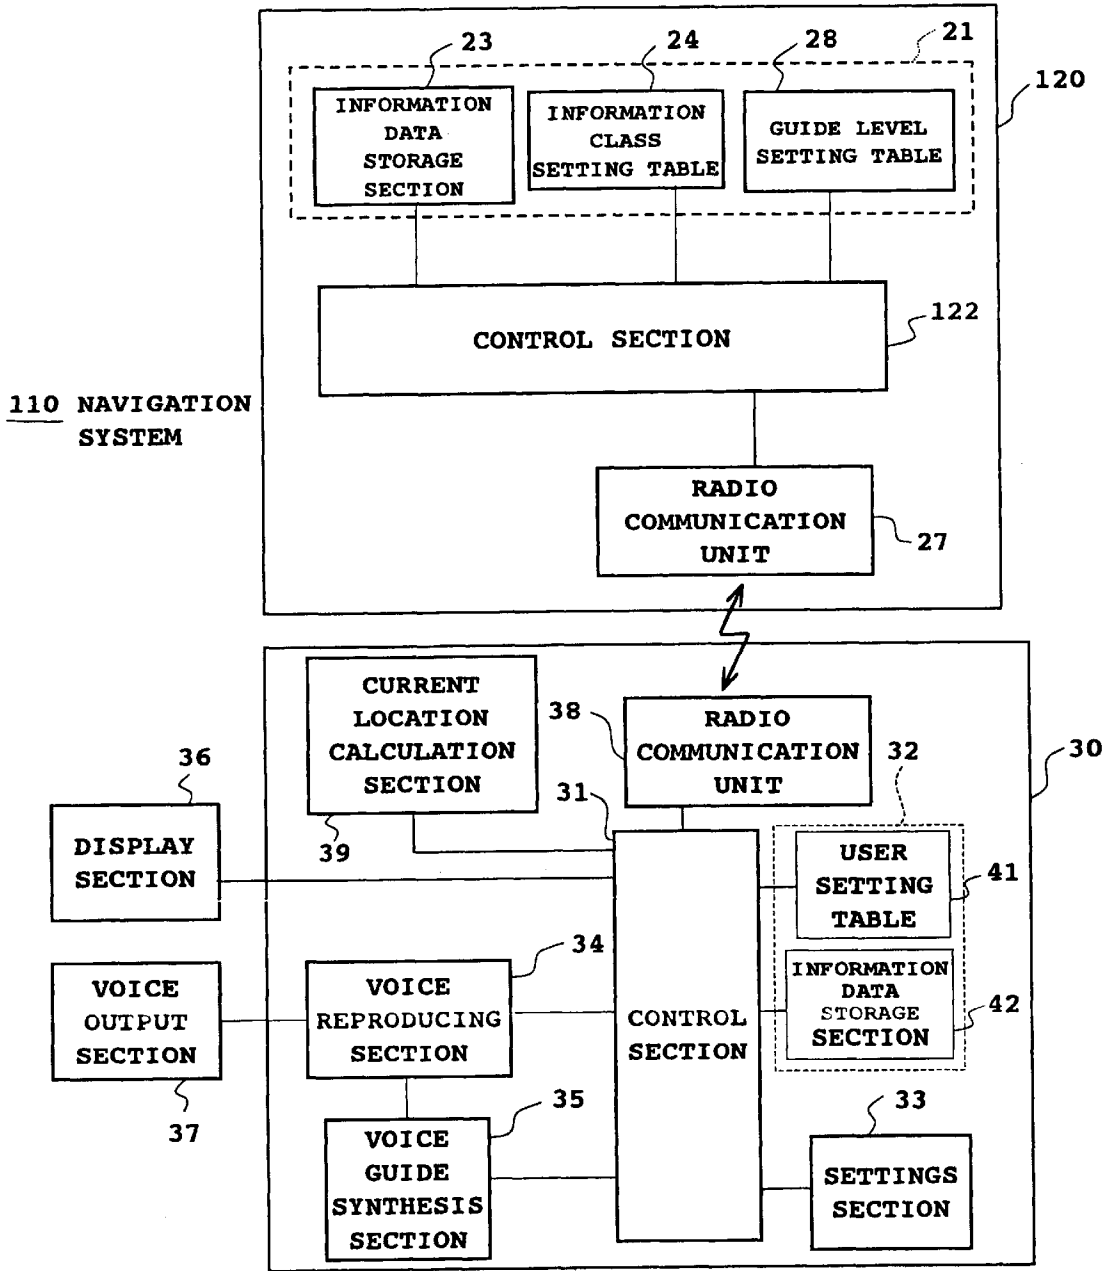 23
24
28
21
120
INFORMATION
DATA
STORAGE
SECTION
INFORMATION
CLASS
SETTING TABLE
GUIDE LEVEL
SETTING TABLE
CONTROL SECTION
122
110 NAVIGATION
SYSTEM
RADIO
COMMUNICATION
UNIT
27
CURRENT
LOCATION
CALCULATION
SECTION
39
38
RADIO
COMMUNICATION
UNIT
30
36
DISPLAY
SECTION
31
32
CONTROL
SECTION
USER
SETTING
TABLE
41
INFORMATION
DATA
STORAGE
SECTION
42
34
VOICE
OUTPUT
SECTION
37
VOICE
REPRODUCING
SECTION
35
VOICE
GUIDE
SYNTHESIS
SECTION
33
SETTINGS
SECTION